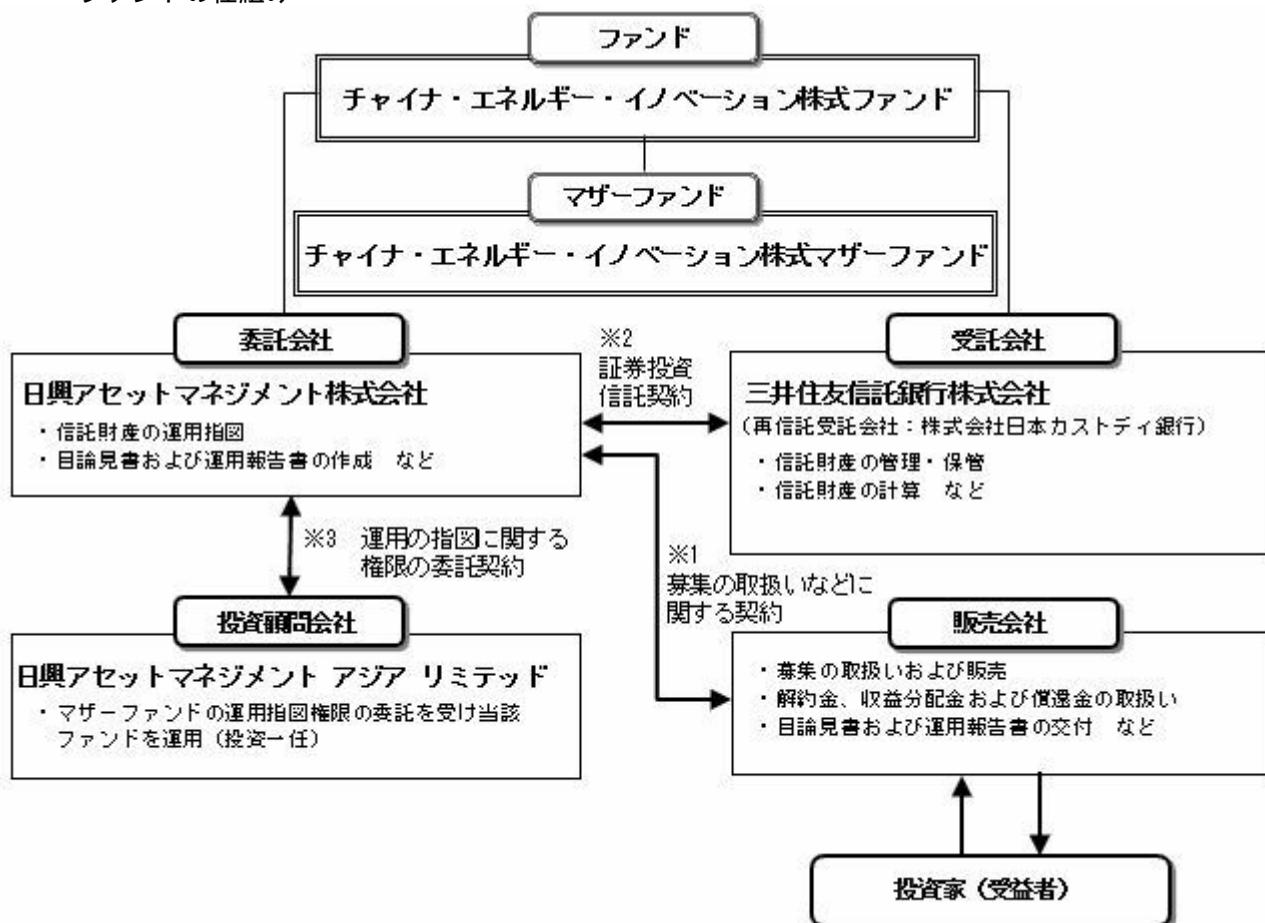 ファンドの仕組み
ファンド
チャイナ・エネルギー・イノベーション株式ファンド
マザーファンド
チャイナ・エネルギー・イノベーション株式マザーファンド
委託会社
日興アセットマネジメント株式会社
・信託財産の運用指図
・目論見書および運用報告書の作成 など
※2
証券投資
信託契約
受託会社
三井住友信託銀行株式会社
(再信託受託会社:株式会社日本カストディ銀行)
・信託財産の管理・保管
・信託財産の計算 など
※3 運用の指図に関する
権限の委託契約
※1
募集の取扱いなどに
関する契約
投資顧問会社
日興アセットマネジメント アジア リミテッド
・マザーファンドの運用指図権限の委託を受け当該
ファンドを運用(投資一任)
販売会社
・募集の取扱いおよび販売
・解約金、収益分配金および償還金の取扱い
・目論見書および運用報告書の交付 など
投資家(受益者)